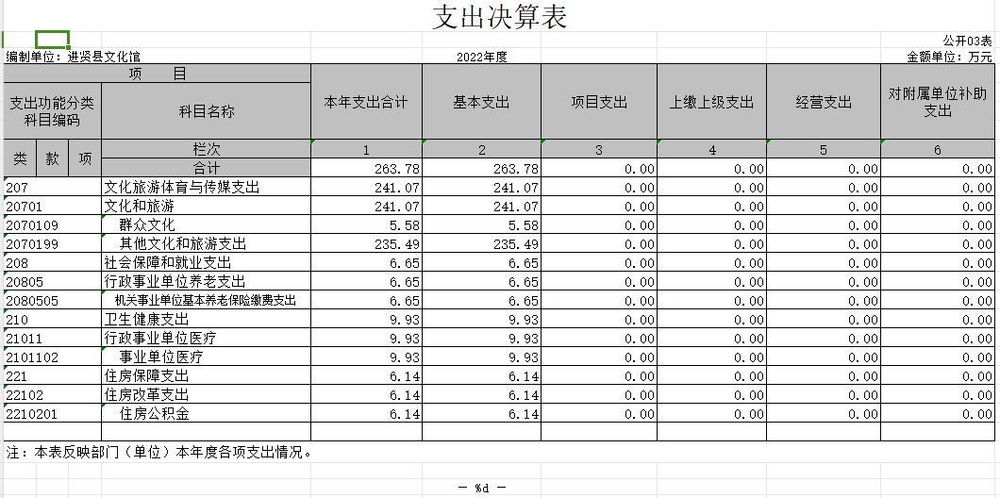 支出决算表
公开03表
编制单位：进贤县文化馆 2022年度 金额单位：万元
项 目 本年支出合计 基本支出 项目支出 上缴上级支出 经营支出 对附属单位补助支出
支出功能分类科目编码 科目名称
类 款 项 栏次 1 2 3 4 5 6
合计 263.78 263.78 0.00 0.00 0.00 0.00
207 文化旅游体育与传媒支出 241.07 241.07 0.00 0.00 0.00 0.00
20701 文化和旅游 241.07 241.07 0.00 0.00 0.00 0.00
2070109 群众文化 5.58 5.58 0.00 0.00 0.00 0.00
2070199 其他文化和旅游支出 235.49 235.49 0.00 0.00 0.00 0.00
208 社会保障和就业支出 6.65 6.65 0.00 0.00 0.00 0.00
20805 行政事业单位养老支出 6.65 6.65 0.00 0.00 0.00 0.00
2080505 机关事业单位基本养老保险缴费支出 6.65 6.65 0.00 0.00 0.00 0.00
210 卫生健康支出 9.93 9.93 0.00 0.00 0.00 0.00
21011 行政事业单位医疗 9.93 9.93 0.00 0.00 0.00 0.00
2101102 事业单位医疗 9.93 9.93 0.00 0.00 0.00 0.00
221 住房保障支出 6.14 6.14 0.00 0.00 0.00 0.00
22102 住房改革支出 6.14 6.14 0.00 0.00 0.00 0.00
2210201 住房公积金 6.14 6.14 0.00 0.00 0.00 0.00
注：本表反映部门（单位）本年度各项支出情况。
— %d —